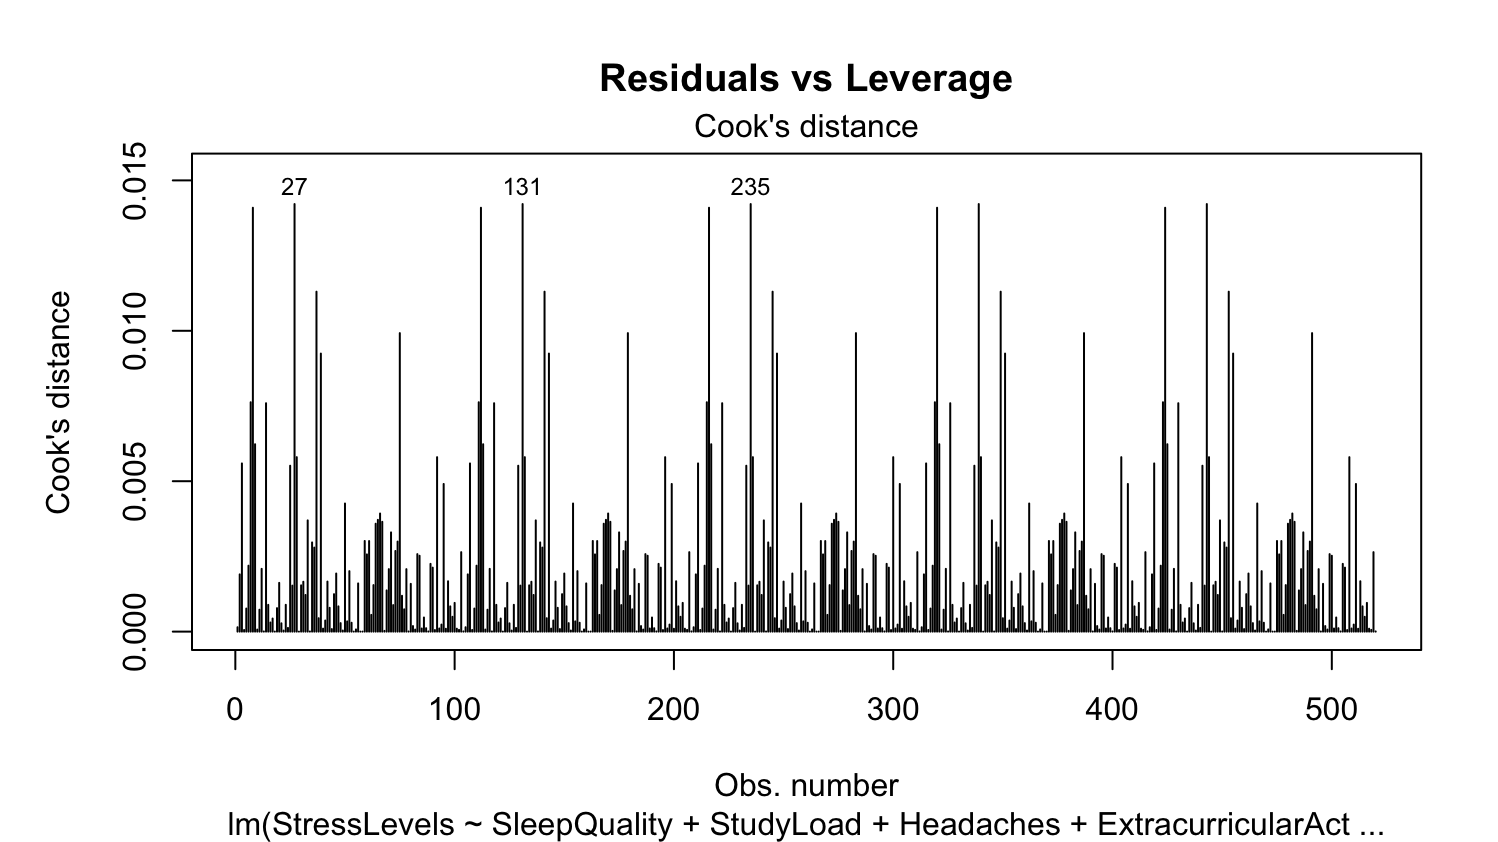 Residuals vs Leverage
Cook's distance
27 131 235
Cook's distance
0.015
0.010
0.005
0.000
0 100 200 300 400 500
Obs. number
lm(StressLevels ~ SleepQuality + StudyLoad + Headaches + ExtracurricularAct ...